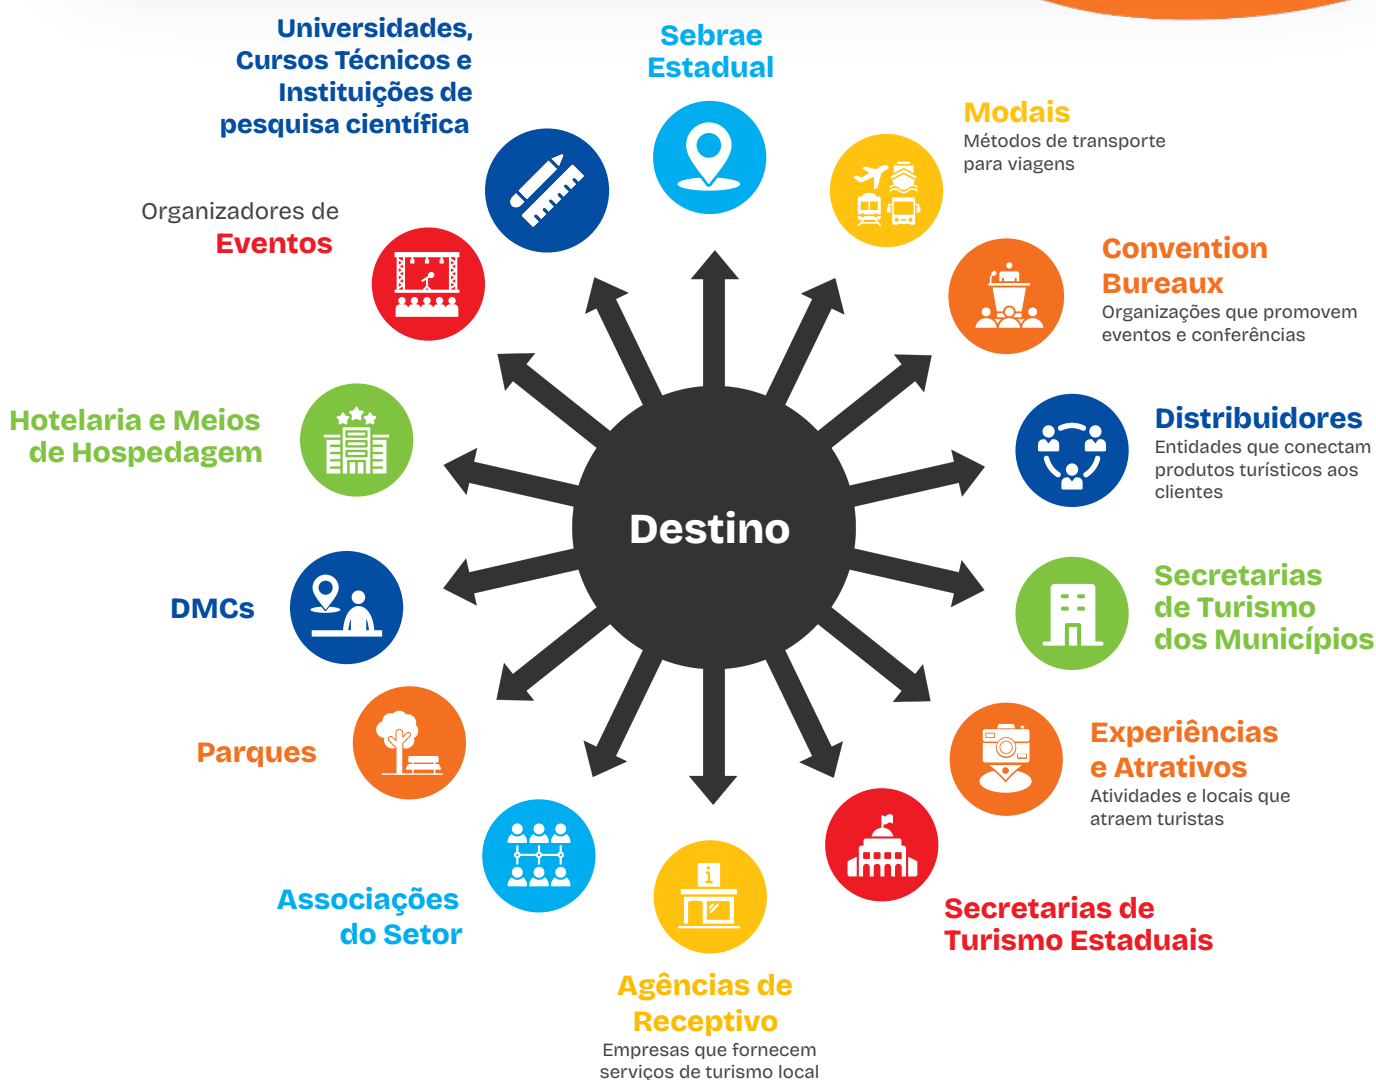 Universidades,
Cursos Técnicos e
Instituições de
pesquisa científica
Sebrae
Estadual
Modais
Métodos de transporte
para viagens
Organizadores de
Eventos
Convention
Bureaux
Organizações que promovem
eventos e conferências
Hotelaria e Meios
de Hospedagem
Distribuidores
Entidades que conectam
produtos turísticos aos
clientes
Destino
DMCs
Secretarias
de Turismo
dos Municípios
Parques
Experiências
e Atrativos
Atividades e locais que
atraem turistas
Associações
do Setor
i
Secretarias de
Turismo Estaduais
Agências de
Receptivo
Empresas que fornecem
serviços de turismo local